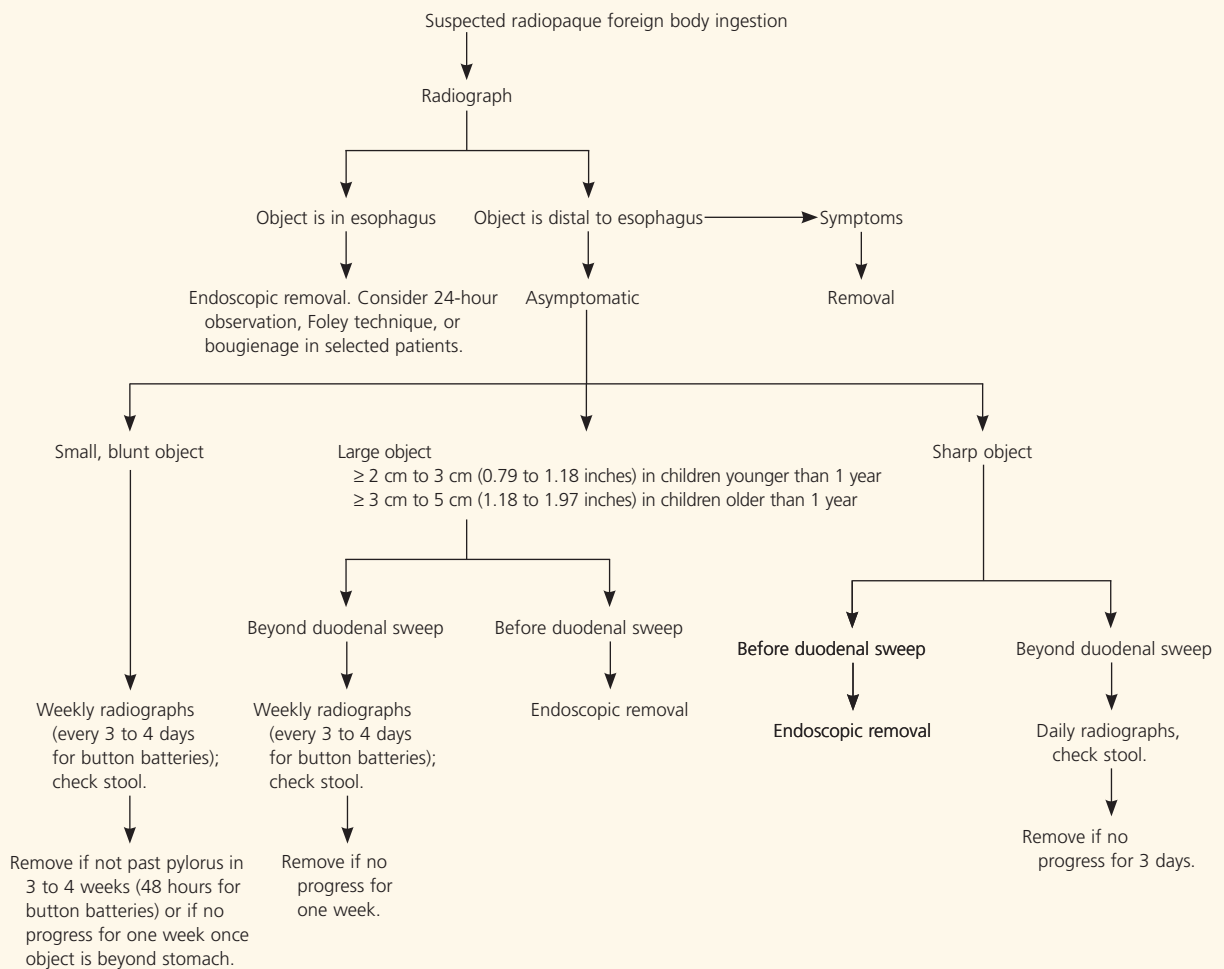 Suspected radiopaque foreign body ingestion
Radiograph
Object is in esophagus
Object is distal to esophagus
Symptoms
Endoscopic removal. Consider 24-hour
observation, Foley technique, or
bougienage in selected patients.
Asymptomatic
Removal
Small, blunt object
Large object
≥ 2 cm to 3 cm (0.79 to 1.18 inches) in children younger than 1 year
≥ 3 cm to 5 cm (1.18 to 1.97 inches) in children older than 1 year
Sharp object
Beyond duodenal sweep
Before duodenal sweep
Before duodenal sweep
Beyond duodenal sweep
Weekly radiographs
(every 3 to 4 days
for button batteries);
check stool.
Weekly radiographs
(every 3 to 4 days
for button batteries);
check stool.
Endoscopic removal
Endoscopic removal
Daily radiographs,
check stool.
Remove if not past pylorus in
3 to 4 weeks (48 hours for
button batteries) or if no
progress for one week once
object is beyond stomach.
Remove if no
progress for
one week.
Remove if no
progress for 3 days.